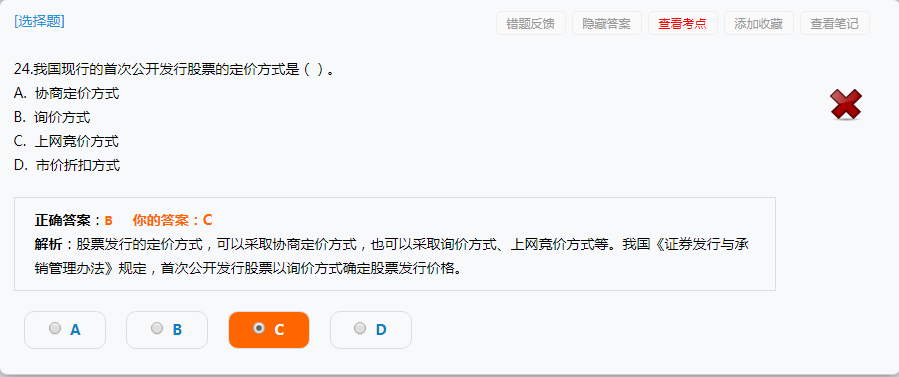 [选择题]
错题反馈 隐藏答案 查看考点 添加收藏 查看笔记
24.我国现行的首次公开发行股票的定价方式是（ ）。
A. 协商定价方式
B. 询价方式
C. 上网竞价方式
D. 市价折扣方式
正确答案：B 你的答案：C
解析：股票发行的定价方式，可以采取协商定价方式，也可以采取询价方式、上网竞价方式等。我国《证券发行与承
销管理办法》规定，首次公开发行股票以询价方式确定股票发行价格。
A B C D